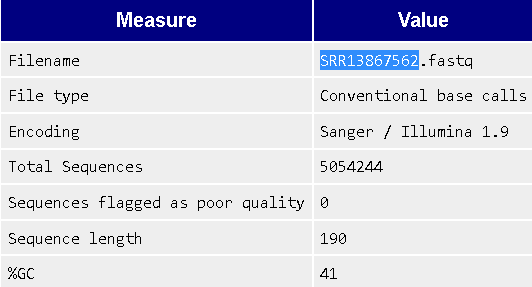 Measure Value
Filename SRR13867562.fastq
File type Conventional base calls
Encoding Sanger / Illumina 1.9
Total Sequences 5054244
Sequences flagged as poor quality 0
Sequence length 190
%GC 41